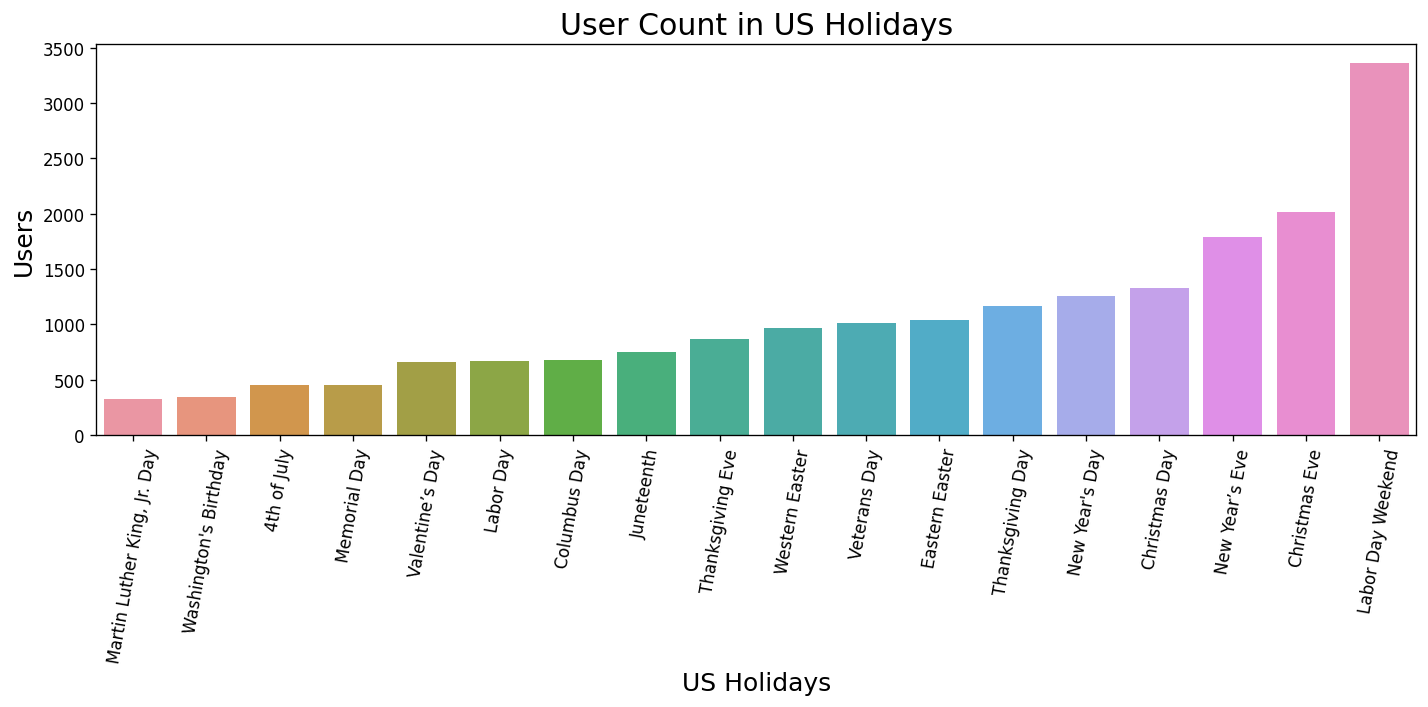 User Count in US Holidays
3500
3000
2500
2000
1500
1000
500
0
Users
Martin Luther King, Jr. Day
Washington's Birthday
4th of July
Memorial Day
Valentine’s Day
Labor Day
Columbus Day
Juneteenth
Thanksgiving Eve
Western Easter
Veterans Day
Eastern Easter
Thanksgiving Day
New Year's Day
Christmas Day
New Year’s Eve
Christmas Eve
Labor Day Weekend
US Holidays